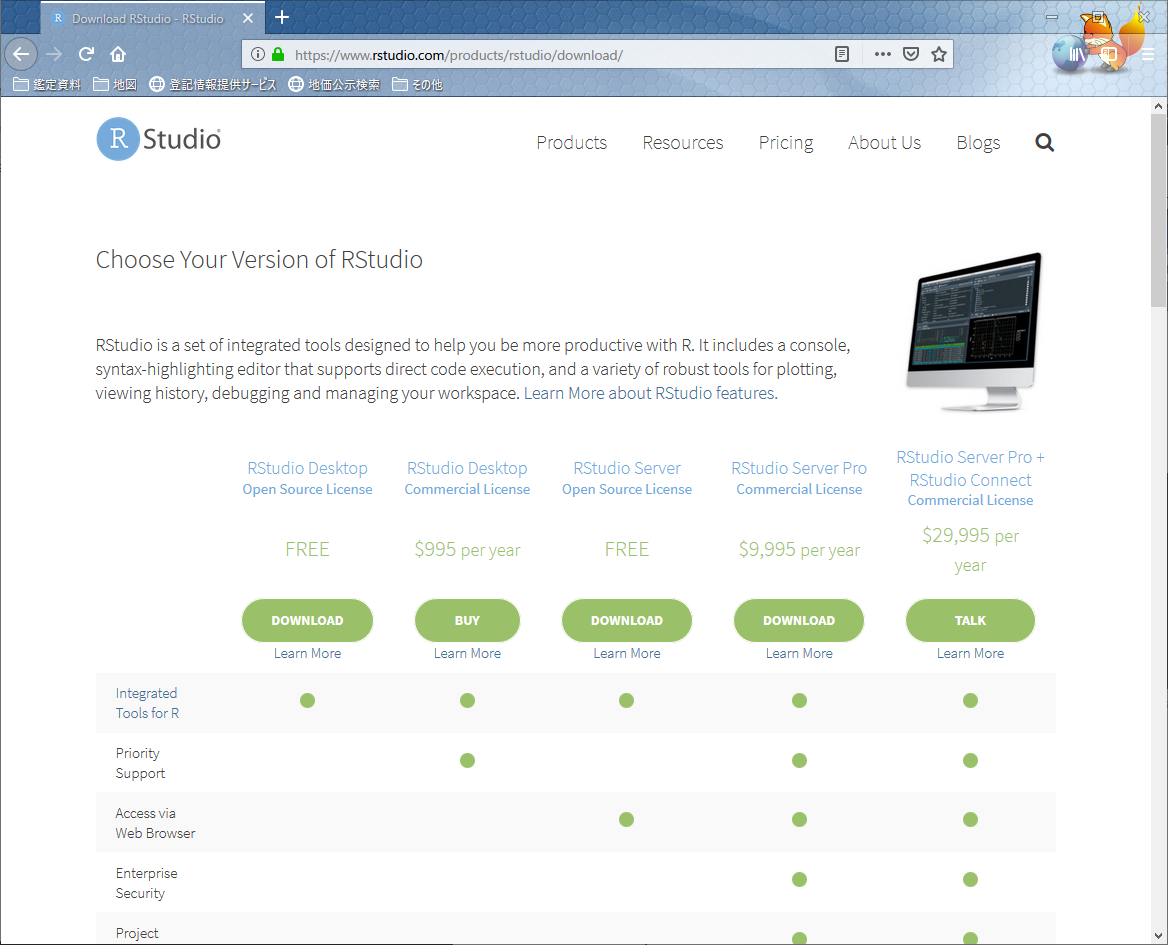 Download RStudio - RStudio
https://www.rstudio.com/products/rstudio/download/
鑑定資料 地図 登記情報提供サービス 地価公示検索 その他
R Studio
Products Resources Pricing About Us Blogs
Choose Your Version of RStudio
RStudio is a set of integrated tools designed to help you be more productive with R. It includes a console,
syntax-highlighting editor that supports direct code execution, and a variety of robust tools for plotting,
viewing history, debugging and managing your workspace. Learn More about RStudio features.
RStudio Desktop
Open Source License
FREE
DOWNLOAD
Learn More
RStudio Desktop
Commercial License
$995 per year
BUY
Learn More
RStudio Server
Open Source License
FREE
DOWNLOAD
Learn More
RStudio Server Pro
Commercial License
$9,995 per year
DOWNLOAD
Learn More
RStudio Server Pro +
RStudio Connect
Commercial License
$29,995 per
year
TALK
Learn More
Integrated
Tools for R
Priority
Support
Access via
Web Browser
Enterprise
Security
Project